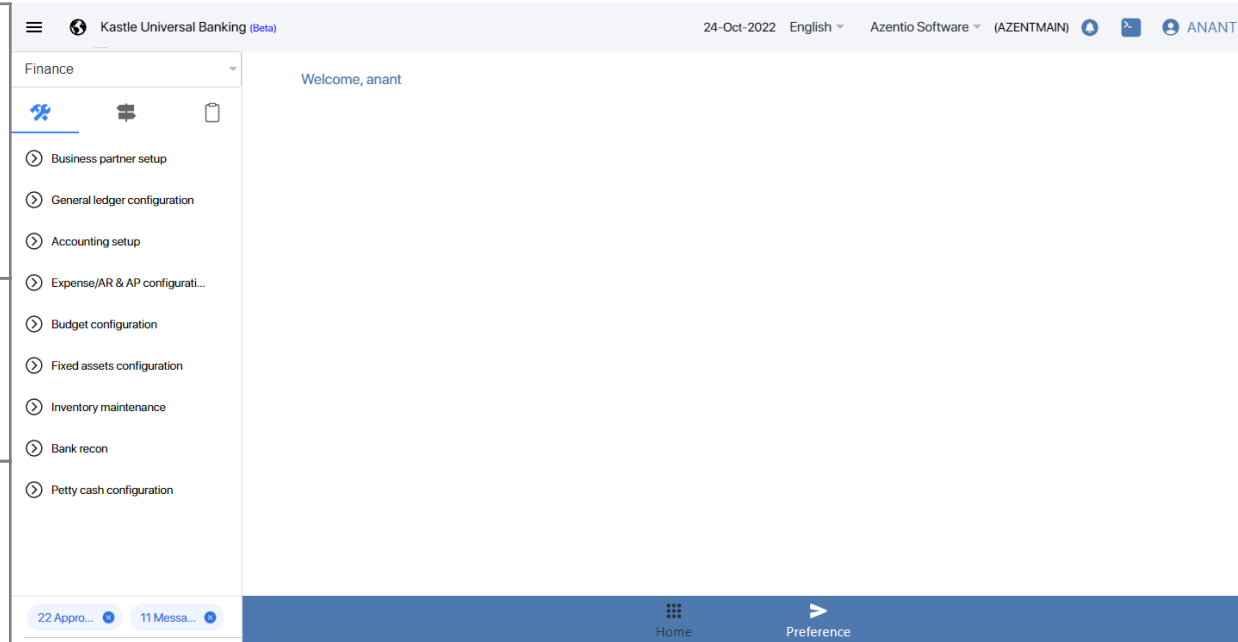 Kastle Universal Banking (Beta)
24-Oct-2022 English Azentio Software (AZENTMAIN) ANANT
Finance
Welcome, anant
Business partner setup
General ledger configuration
Accounting setup
Expense/AR & AP configurati...
Budget configuration
Fixed assets configuration
Inventory maintenance
Bank recon
Petty cash configuration
22 Appro... 11 Messa...
Home Preference